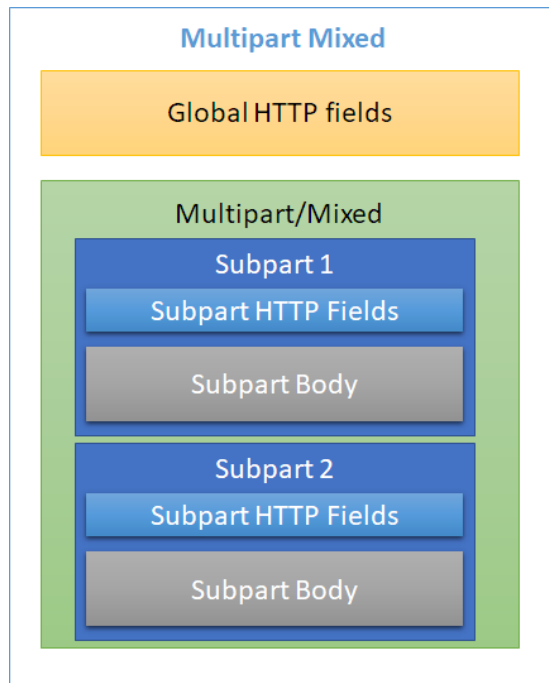 Multipart Mixed
Global HTTP fields
Multipart/Mixed
Subpart 1
Subpart HTTP Fields
Subpart Body
Subpart 2
Subpart HTTP Fields
Subpart Body